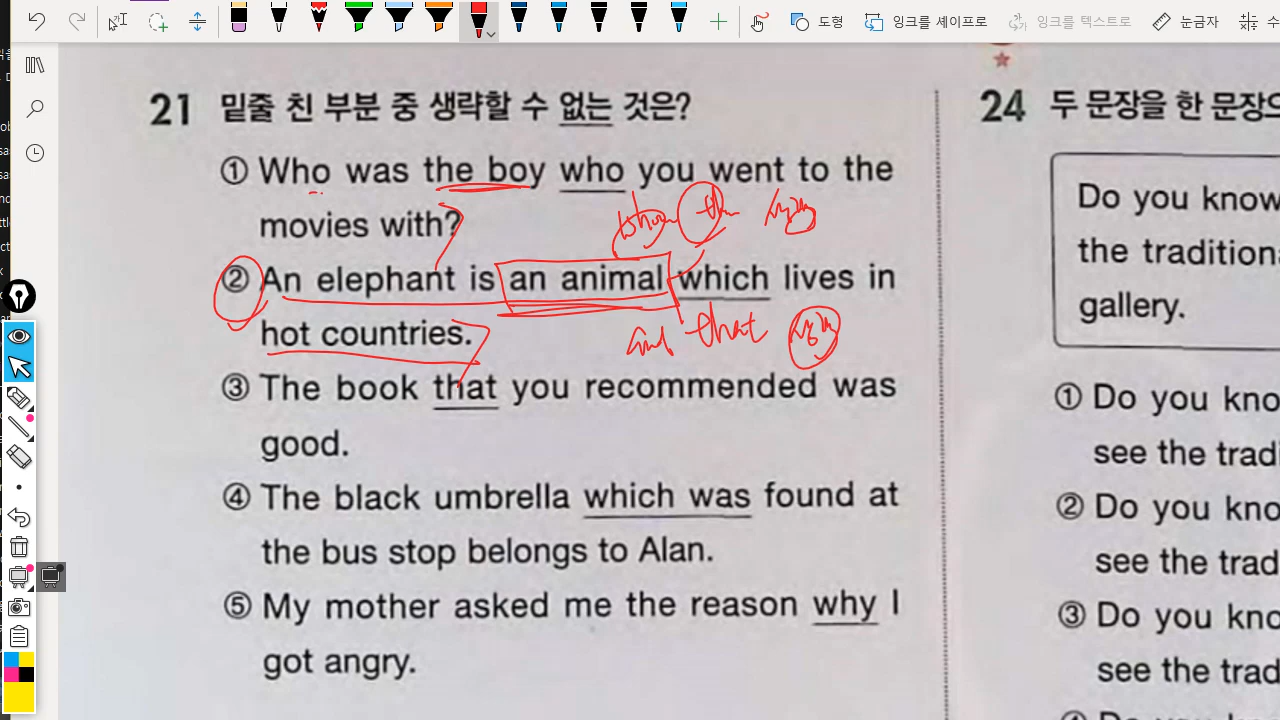 도형
잉크를 셰이프로
잉크를 텍스트로
눈금자
수
21 밑줄 친 부분 중 생략할 수 없는 것은?
① Who was the boy who you went to the
movies with?
② An elephant is an animal which lives in
hot countries.
that
③ The book that you recommended was
good.
④ The black umbrella which was found at
the bus stop belongs to Alan.
⑤ My mother asked me the reason why I
got angry.
24 두 문장을 한 문장으
Do you know
the tradition
gallery.
① Do you kno
see the tradi
② Do you kno
see the trad
③ Do you kno
see the trad